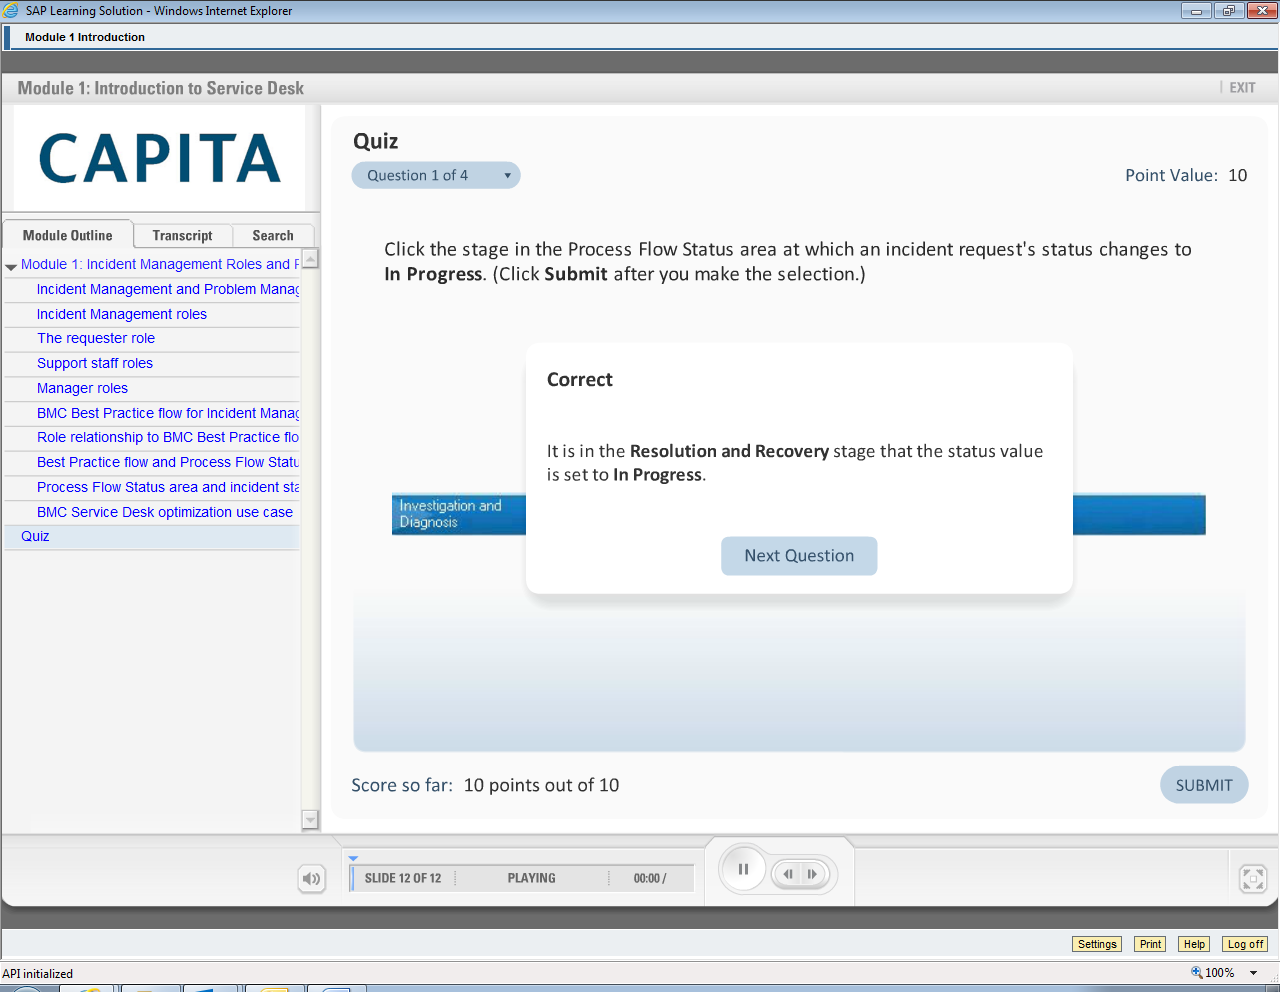 SAP Learning Solution - Windows Internet Explorer
Module 1 Introduction
Module 1: Introduction to Service Desk
EXIT
CAPITA
Module Outline
Transcript
Search
Module 1: Incident Management Roles and
Incident Management and Problem
Incident Management roles
The requester role
Support staff roles
Manager roles
BMC Best Practice flow for Incident
Role relationship to BMC Best Practice
Best Practice flow and Process Flow
Process Flow Status area and incident
BMC Service Desk optimization use case
Quiz
Quiz
Question 1 of 4
Point Value: 10
Click the stage in the Process Flow Status area at which an incident request's status changes to
In Progress. (Click Submit after you make the selection.)
Correct
It is in the Resolution and Recovery stage that the status value
is set to In Progress.
Investigation and
Diagnosis
Next Question
Score so far: 10 points out of 10
SUBMIT
SLIDE 12 OF 12
PLAYING
00:00 /
Settings
Print
Help
Log off
API initialized
100%